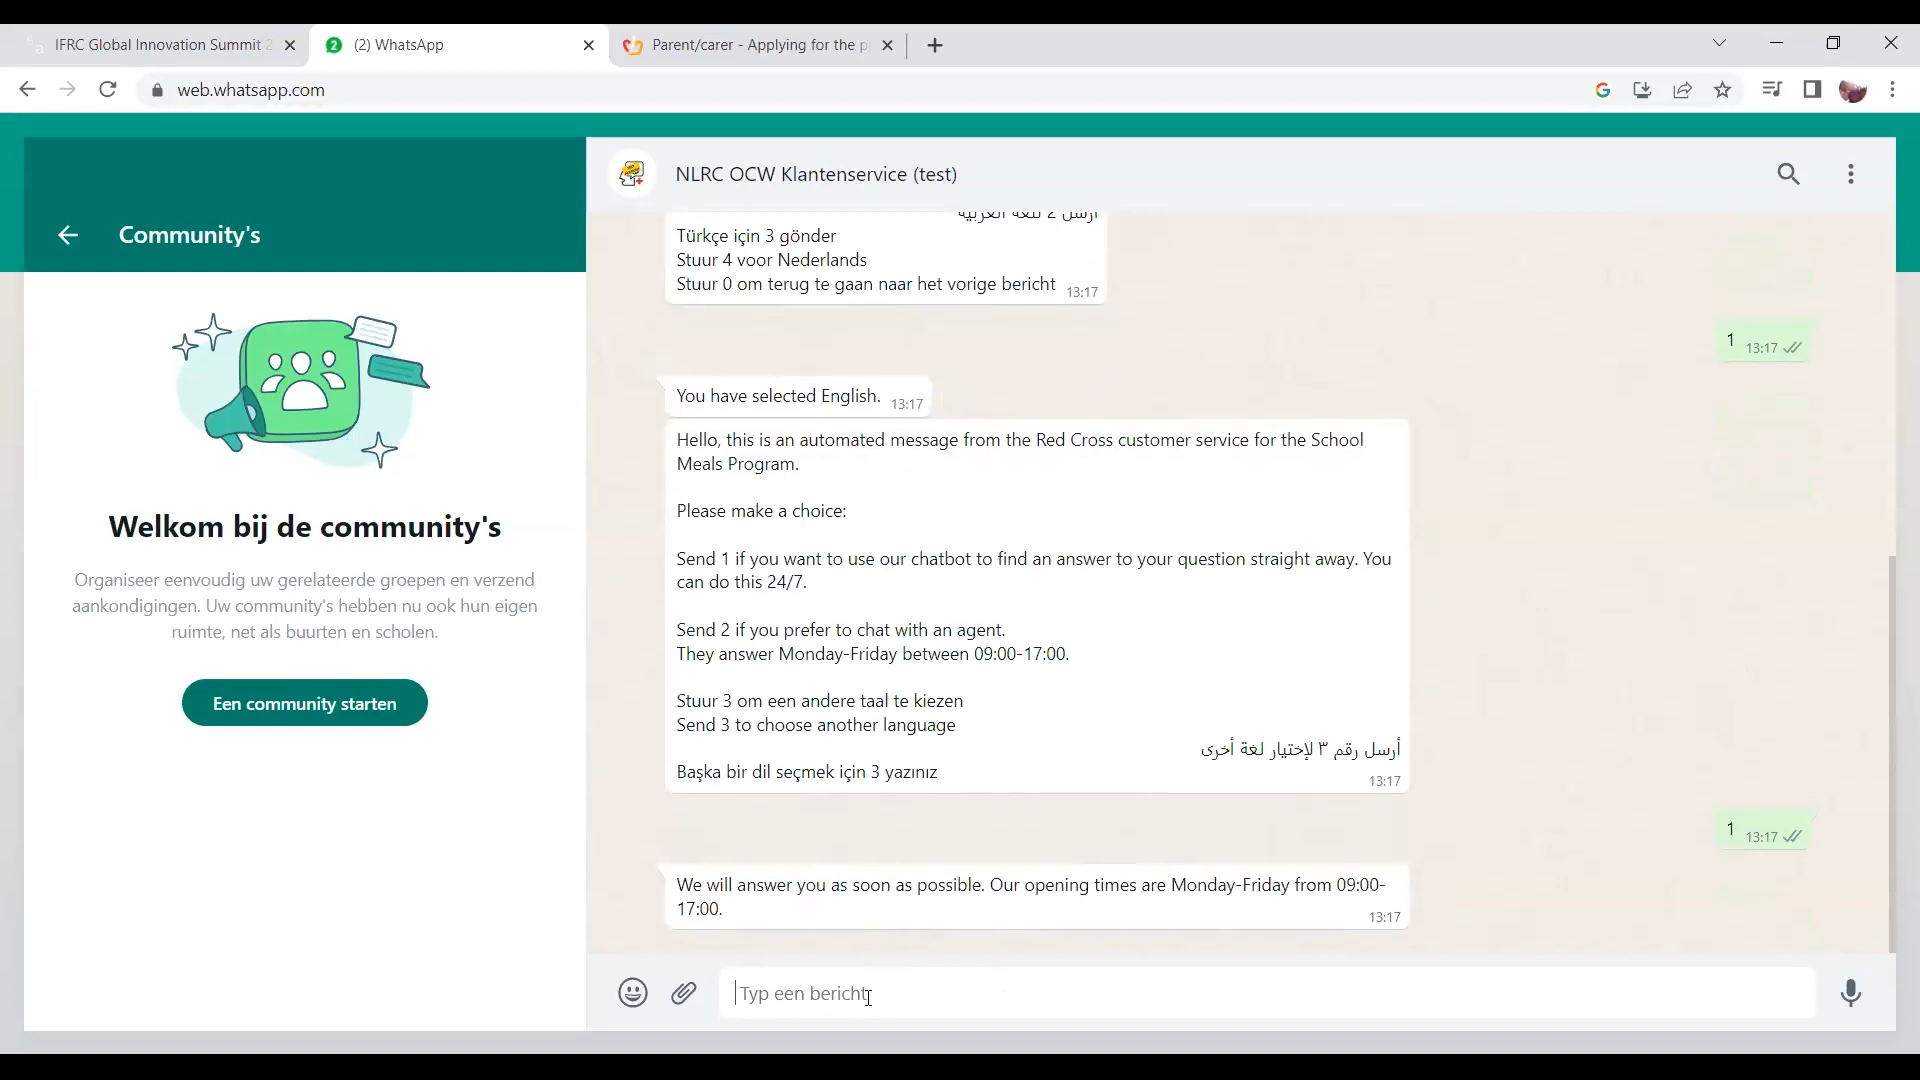 IFRC Global Innovation Summit 2
2
(2) WhatsApp
Parent/carer - Applying for the p
web.whatsapp.com
Community's
Welkom bij de community's
Organiseer eenvoudig uw gerelateerde groepen en verzend
aankondigingen. Uw community's hebben nu ook hun eigen
ruimte, net als buurten en scholen.
Een community starten
NLRC OCW Klantenservice (test)
أرسل 2 للغة العربية
Türkçe için 3 gönder
Stuur 4 voor Nederlands
Stuur 0 om terug te gaan naar het vorige bericht 13:17
1 13:17
You have selected English. 13:17
Hello, this is an automated message from the Red Cross customer service for the School
Meals Program.
Please make a choice:
Send 1 if you want to use our chatbot to find an answer to your question straight away. You
can do this 24/7.
Send 2 if you prefer to chat with an agent.
They answer Monday-Friday between 09:00-17:00.
Stuur 3 om een andere taal te kiezen
Send 3 to choose another language
أرسل رقم ٣ لإختيار لغة أخرى
Başka bir dil seçmek için 3 yazınız
13:17
1 13:17
We will answer you as soon as possible. Our opening times are Monday-Friday from 09:00-
17:00.
13:17
Typ een bericht